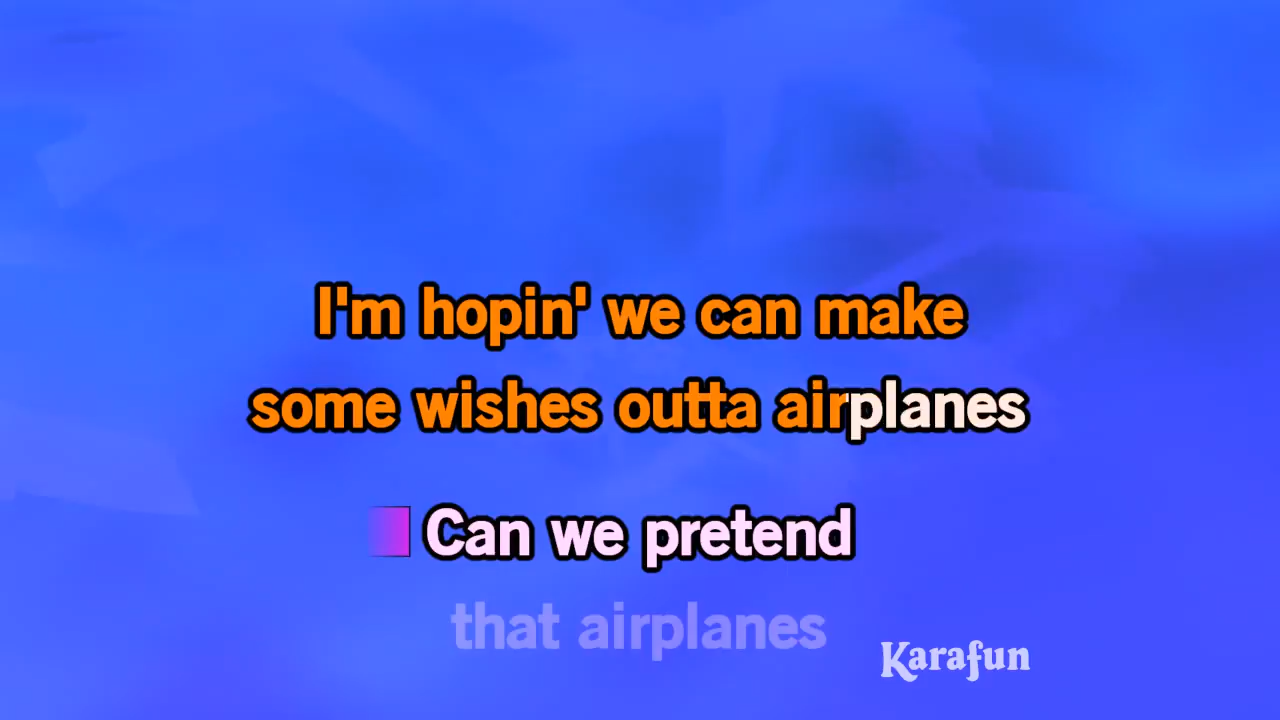 I'm hopin' we can make
some wishes outta airplanes
Can we pretend
that airplanes
Karafun